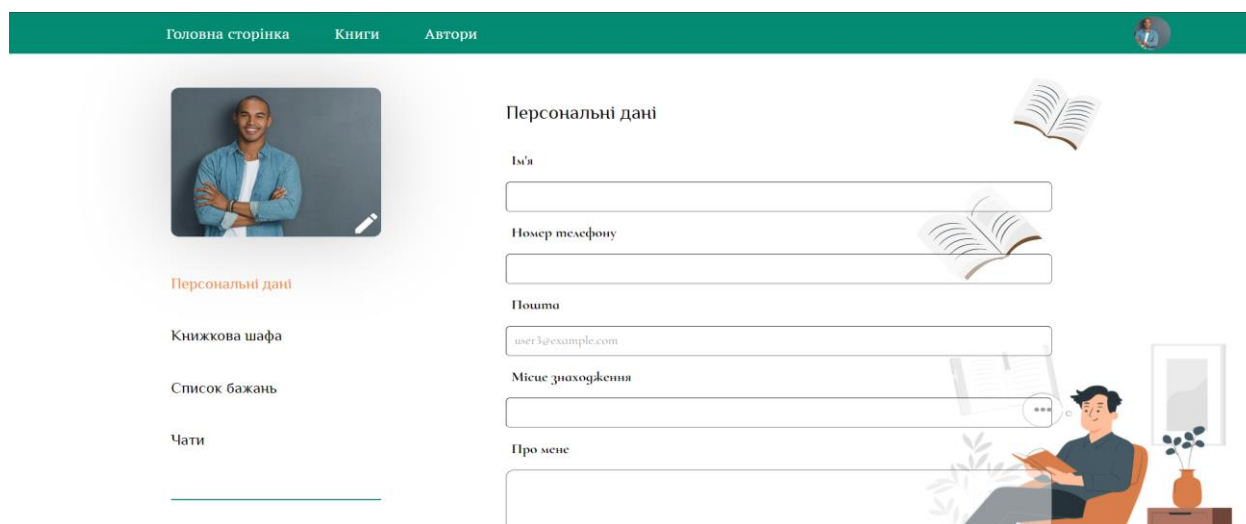 Головна сторінка Книги Автори
Персональні дані
Ім'я
Номер телефону
Пошта
user3@example.com
Місце знаходження
Про мене
Персональні дані
Книжкова шафа
Список бажань
Чати